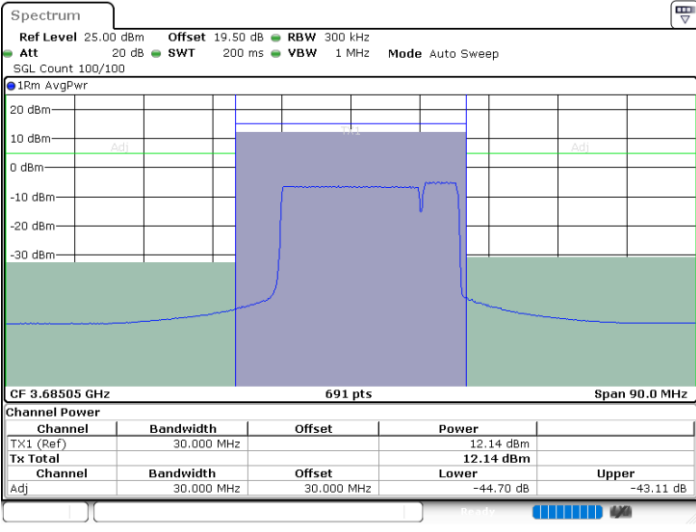 Spectrum
Ref Level 25.00 dBm Offset 19.50 dB RBW 300 kHz
Att 20 dB SWT 200 ms VBW 1 MHz Mode Auto Sweep
SGL Count 100/100
1Rm AvgPwr
20 dBm
TX1
10 dBm
Adj Adj
0 dBm
-10 dBm
-20 dBm
-30 dBm
CF 3.68505 GHz 691 pts Span 90.0 MHz
Channel Power
Channel Bandwidth Offset Power
TX1 (Ref) 30.000 MHz 12.14 dBm
Tx Total 12.14 dBm
Channel Bandwidth Offset Lower Upper
Adj 30.000 MHz 30.000 MHz -44.70 dB -43.11 dB
Ready